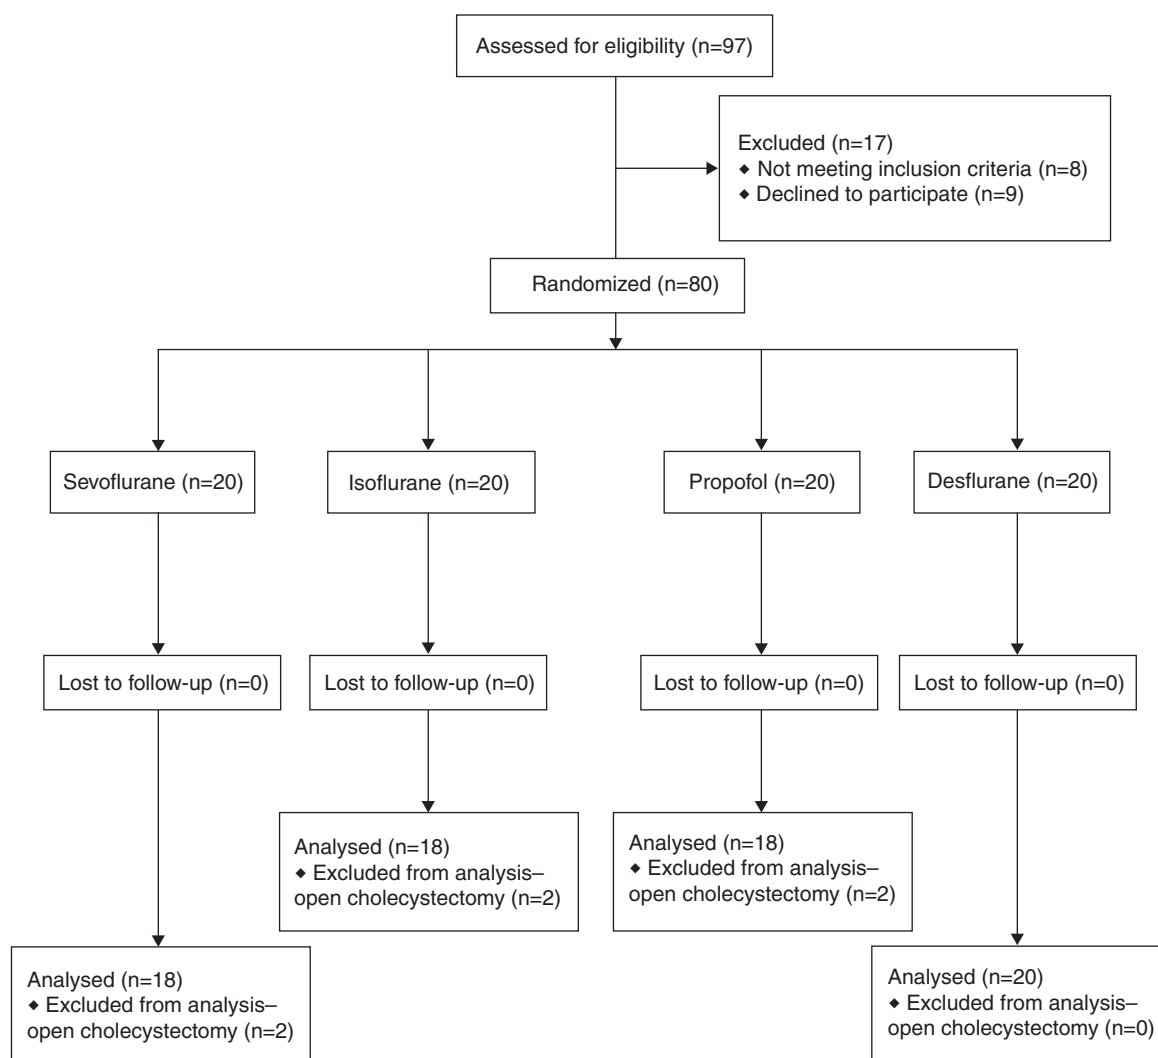 Assessed for eligibility (n=97)
Excluded (n=17)
◆ Not meeting inclusion criteria (n=8)
◆ Declined to participate (n=9)
Randomized (n=80)
Sevoflurane (n=20)
Isoflurane (n=20)
Propofol (n=20)
Desflurane (n=20)
Lost to follow-up (n=0)
Lost to follow-up (n=0)
Lost to follow-up (n=0)
Lost to follow-up (n=0)
Analysed (n=18)
◆ Excluded from analysis–
open cholecystectomy (n=2)
Analysed (n=18)
◆ Excluded from analysis–
open cholecystectomy (n=2)
Analysed (n=18)
◆ Excluded from analysis–
open cholecystectomy (n=2)
Analysed (n=20)
◆ Excluded from analysis–
open cholecystectomy (n=0)